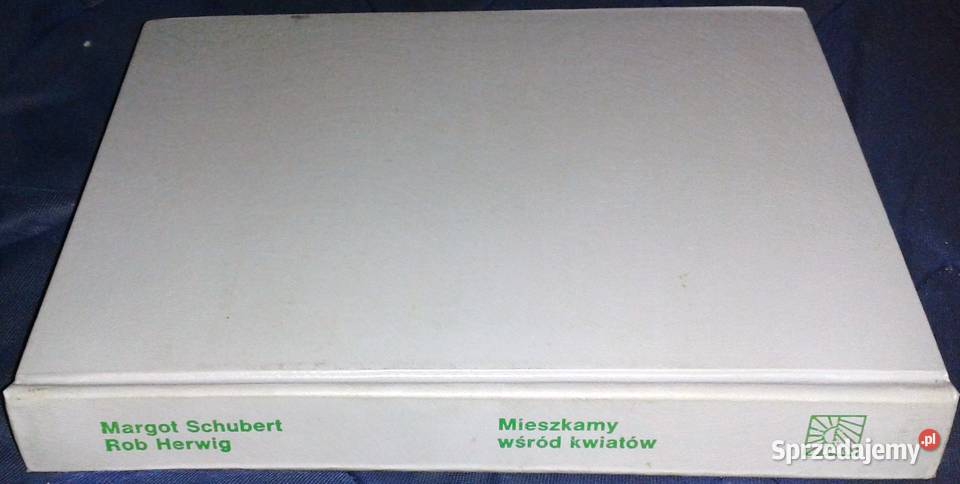 Margot Schubert
Rob Herwig
Mieszkamy
wśród kwiatów
Sprzedajemy.pl